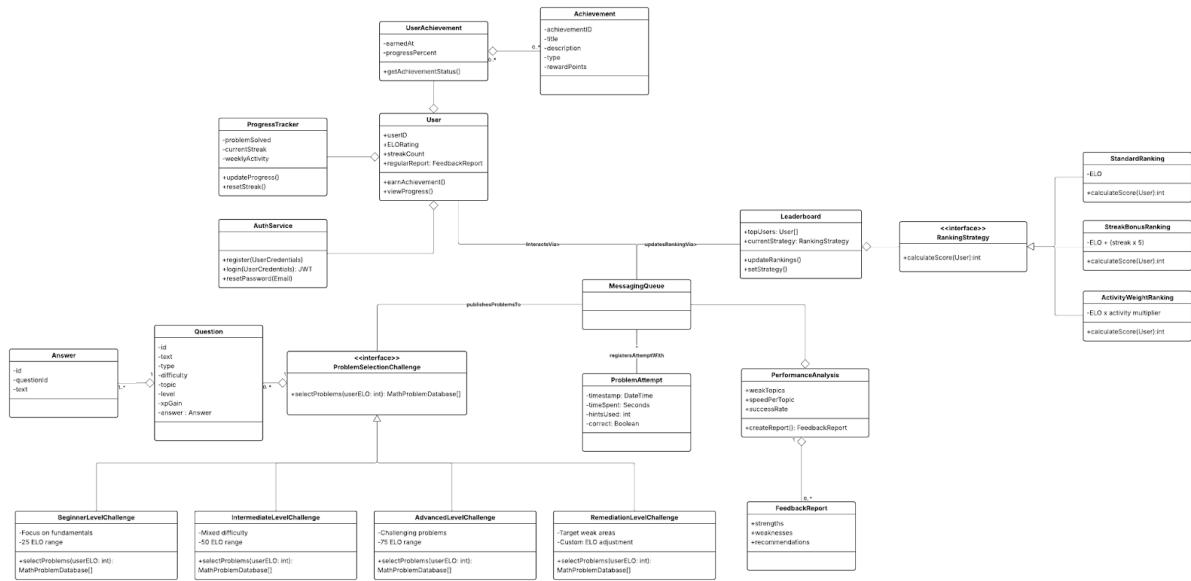 Achievement
-achievementID
-title
-description
-type
-rewardPoints
UserAchievement
-earnedAt
-progressPercent
+getAchievementStatus()
0..*
0..*
User
+userID
+ELORating
+streakCount
+regularReport: FeedbackReport
+earnAchievement()
+viewProgress()
ProgressTracker
-problemSolved
-currentStreak
-weeklyActivity
+updateProgress()
+resetStreak()
AuthService
+register(UserCredentials)
+login(UserCredentials): JWT
+resetPassword(Email)
InteractsVia>
updatesRankingVia>
Leaderboard
+topUsers: User[]
+currentStrategy: RankingStrategy
+updateRankings()
+setStrategy()
<<interface>>
RankingStrategy
+calculateScore(User):int
StandardRanking
-ELO
+calculateScore(User):int
StreakBonusRanking
-ELO + (streak x 5)
+calculateScore(User):int
ActivityWeightRanking
-ELO x activity multiplier
+calculateScore(User):int
MessagingQueue
publishesProblemsTo
registersAttemptWith
ProblemAttempt
-timestamp: DateTime
-timeSpent: Seconds
-hintsUsed: int
-correct: Boolean
PerformanceAnalysis
+weakTopics
+speedPerTopic
+successRate
+createReport(): FeedbackReport
1
0..*
FeedbackReport
+strengths
+weaknesses
+recommendations
Answer
-id
-questionId
-text
1..*
1
Question
-id
-text
-type
-difficulty
-topic
-level
-xpGain
-answer : Answer
0..*
1
<<interface>>
ProblemSelectionChallenge
+selectProblems(userELO: int): MathProblemDatabase[]
BeginnerLevelChallenge
-Focus on fundamentals
-25 ELO range
+selectProblems(userELO: int):
MathProblemDatabase[]
IntermediateLevelChallenge
-Mixed difficulty
-50 ELO range
+selectProblems(userELO: int):
MathProblemDatabase[]
AdvancedLevelChallenge
-Challenging problems
-75 ELO range
+selectProblems(userELO: int):
MathProblemDatabase[]
RemediationLevelChallenge
-Target weak areas
-Custom ELO adjustment
+selectProblems(userELO: int):
MathProblemDatabase[]